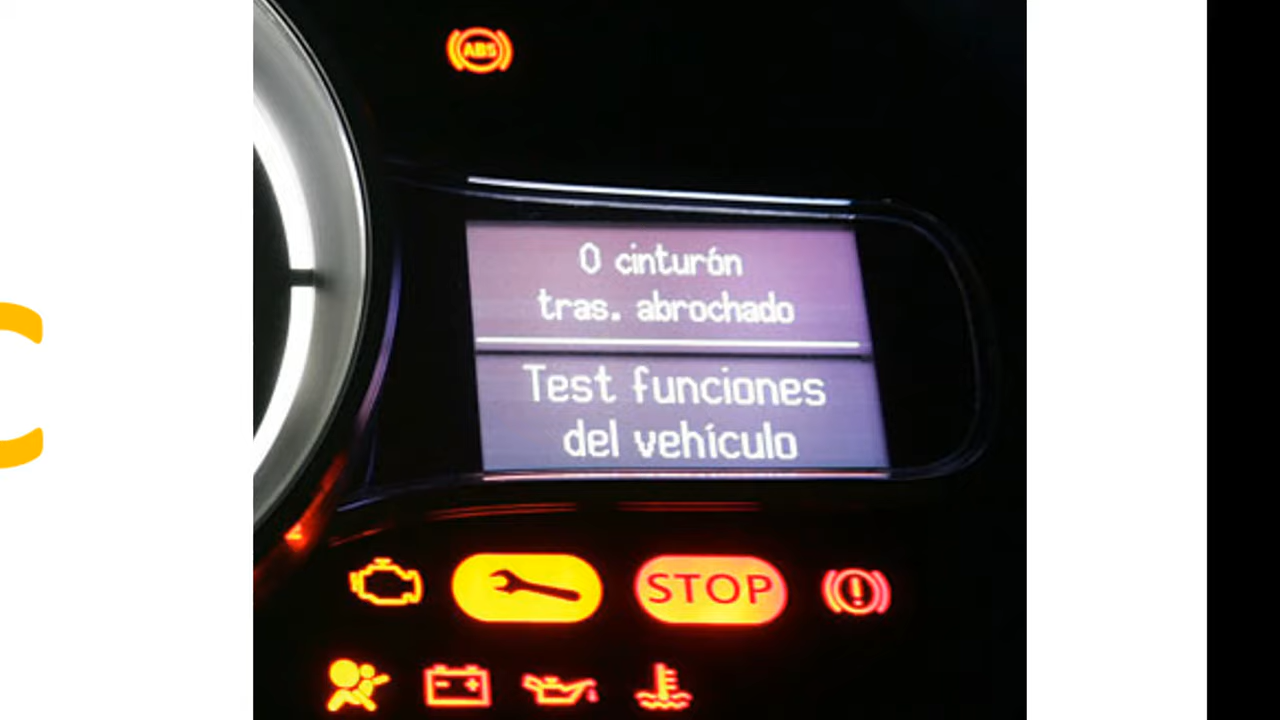 ABS
0 cinturón
tras. abrochado
Test funciones
del vehículo
STOP